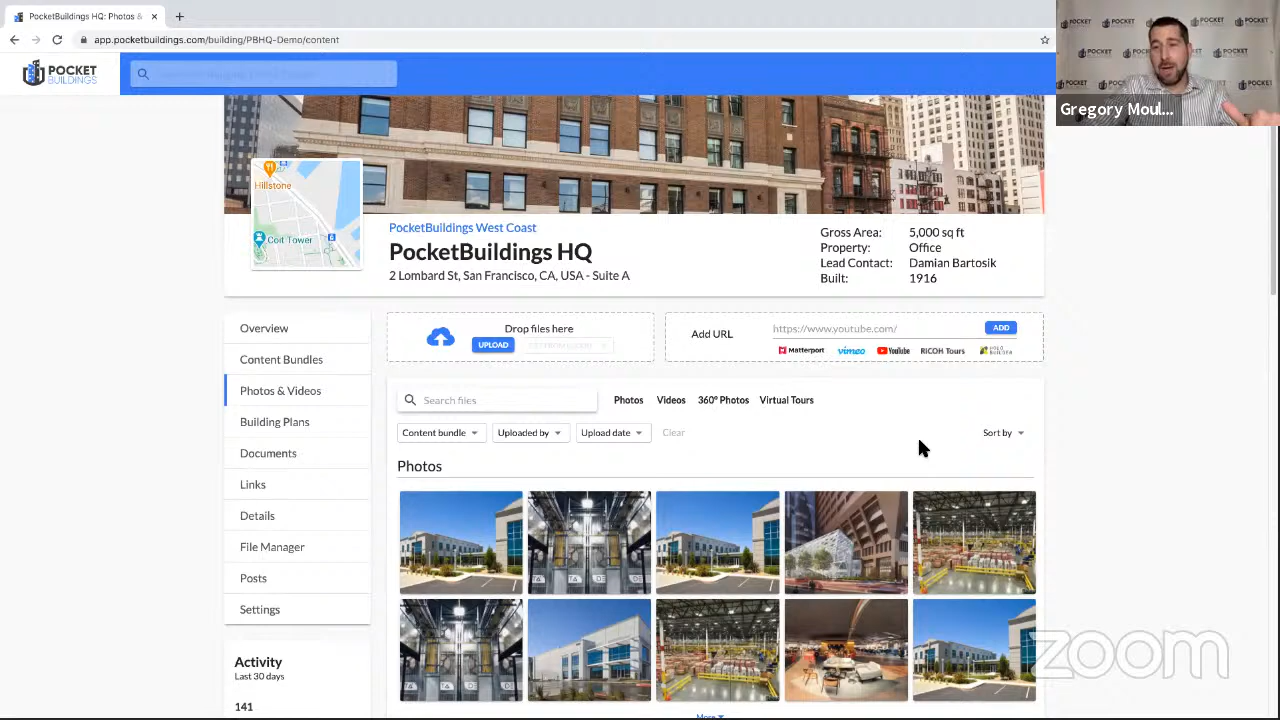 PocketBuildings HQ: Photos &
app.pocketbuildings.com/building/PBHQ-Demo/content
POCKET
BUILDINGS
Gregory Moul...
Hillstone
Coit Tower
PocketBuildings West Coast
PocketBuildings HQ
2 Lombard St, San Francisco, CA, USA - Suite A
Gross Area: 5,000 sq ft
Property: Office
Lead Contact: Damian Bartosik
Built: 1916
Overview
Content Bundles
Photos & Videos
Building Plans
Documents
Links
Details
File Manager
Posts
Settings
Activity
Last 30 days
141
Drop files here
UPLOAD
Add URL
https://www.youtube.com/
ADD
Matterport vimeo YouTube RICOH Tours HOLO BUILDER
Search files
Photos Videos 360° Photos Virtual Tours
Content bundle Uploaded by Upload date Clear
Sort by
Photos
More
zoom